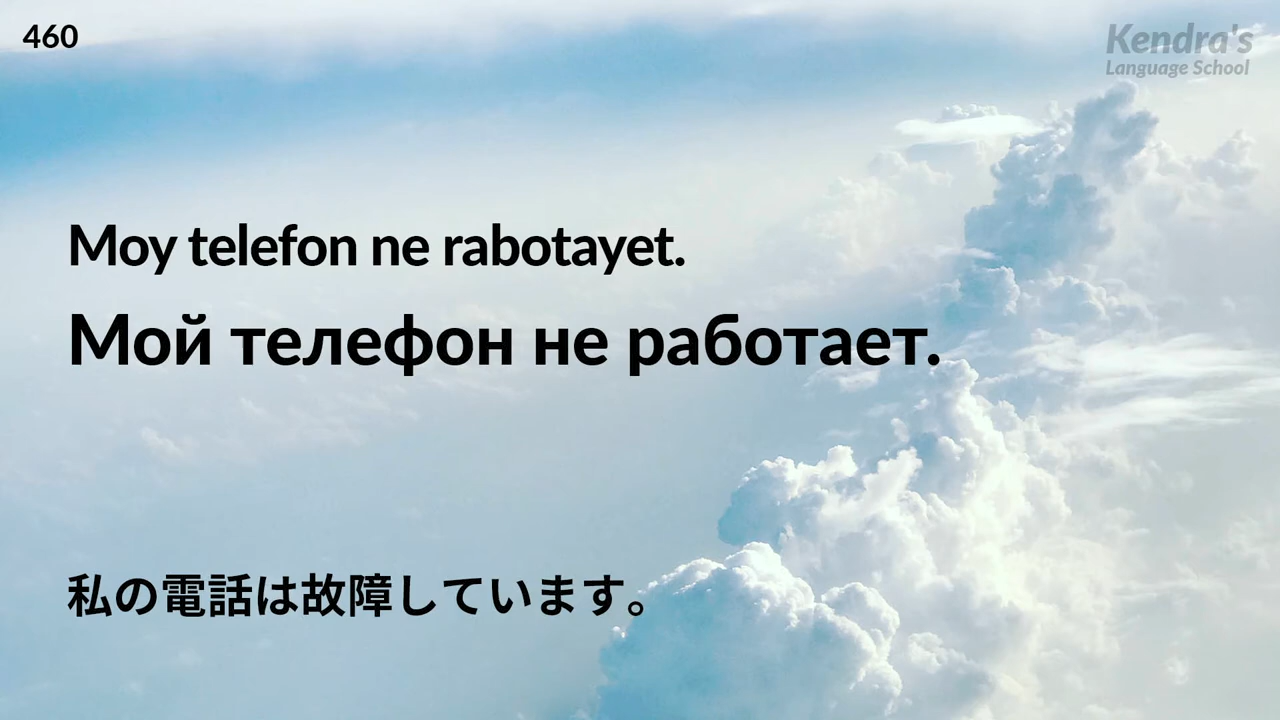 460
Kendra's
Language School
Moy telefon ne rabotayet.
Мой телефон не работает.
私の電話は故障しています。